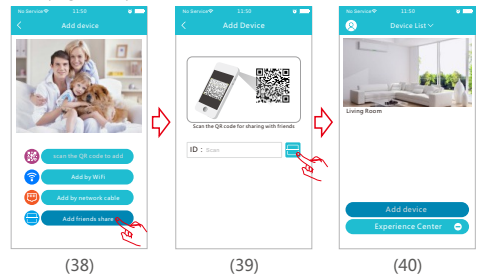 No Service 11:50
Add device
scan the QR code to add
Add by WiFi
Add by network cable
Add friends share
(38)
No Service 11:50
Add Device
Scan the QR code for sharing with friends
ID : Scan
(39)
No Service 11:50
Device List
Living Room
Add device
Experience Center
(40)